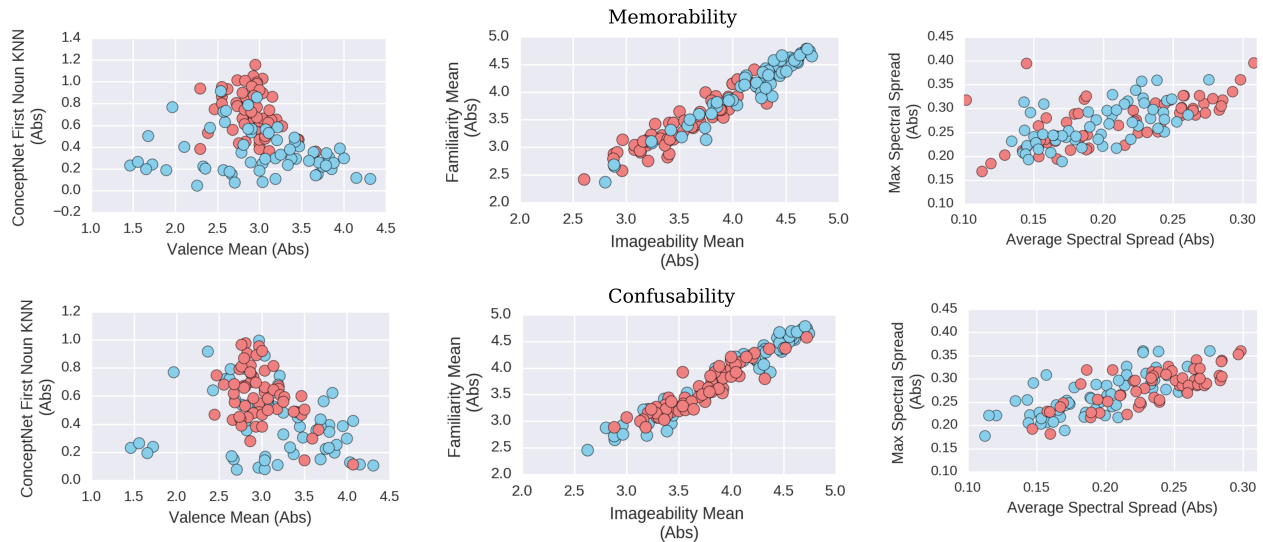 Memorability
ConceptNet First Noun KNN
(Abs)
1.4
1.2
1.0
0.8
0.6
0.4
0.2
0.0
−0.2
1.0 1.5 2.0 2.5 3.0 3.5 4.0 4.5
Valence Mean (Abs)
Familiarity Mean
(Abs)
5.0
4.5
4.0
3.5
3.0
2.5
2.0
2.0 2.5 3.0 3.5 4.0 4.5 5.0
Imageability Mean
(Abs)
Max Spectral Spread
(Abs)
0.45
0.40
0.35
0.30
0.25
0.20
0.15
0.10
0.10 0.15 0.20 0.25 0.30
Average Spectral Spread (Abs)
Confusability
ConceptNet First Noun KNN
(Abs)
1.2
1.0
0.8
0.6
0.4
0.2
0.0
1.0 1.5 2.0 2.5 3.0 3.5 4.0 4.5
Valence Mean (Abs)
Familiarity Mean
(Abs)
5.0
4.5
4.0
3.5
3.0
2.5
2.0
2.0 2.5 3.0 3.5 4.0 4.5 5.0
Imageability Mean
(Abs)
Max Spectral Spread
(Abs)
0.45
0.40
0.35
0.30
0.25
0.20
0.15
0.10
0.10 0.15 0.20 0.25 0.30
Average Spectral Spread (Abs)